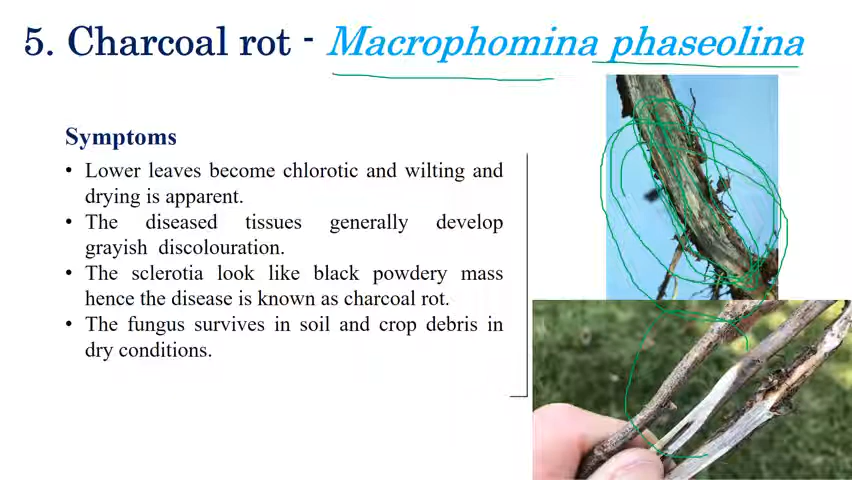 5. Charcoal rot - Macrophomina phaseolina
Symptoms
• Lower leaves become chlorotic and wilting and
drying is apparent.
• The diseased tissues generally develop
grayish discolouration.
• The sclerotia look like black powdery mass
hence the disease is known as charcoal rot.
• The fungus survives in soil and crop debris in
dry conditions.